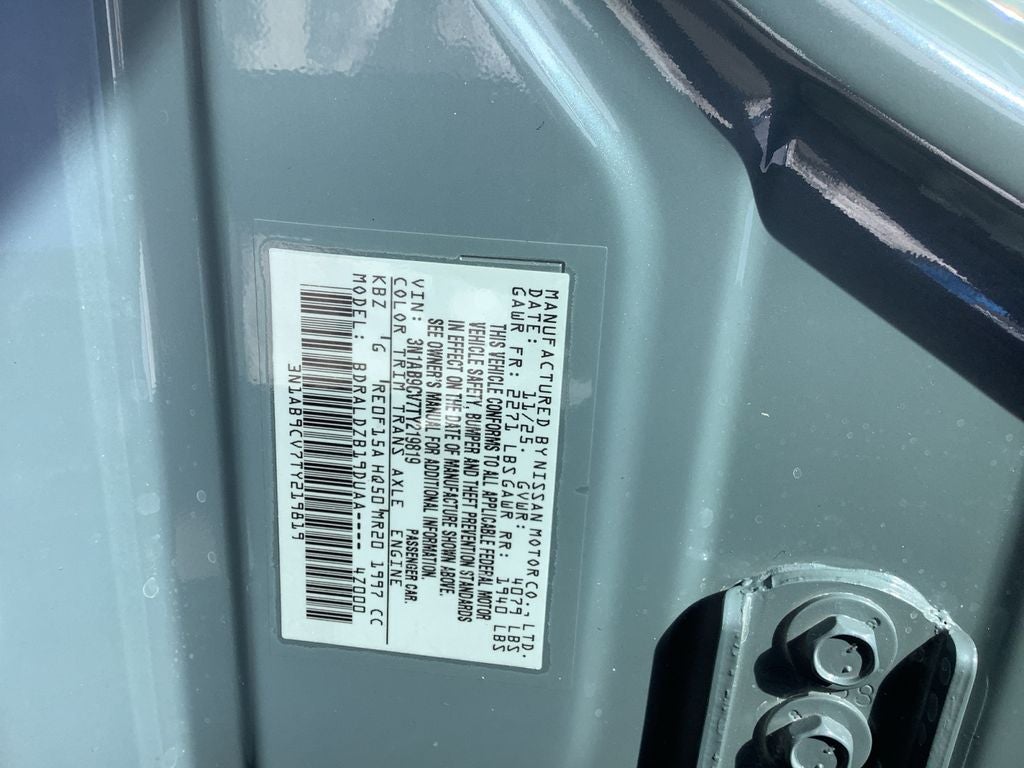 MANUFACTURED BY NISSAN MOTOR CO., LTD.
DATE: 11/25. GVWR: 4079 LBS
GAWR FR: 2271 LBS GAWR RR: 1940 LBS
THIS VEHICLE CONFORMS TO ALL APPLICABLE FEDERAL MOTOR
VEHICLE SAFETY, BUMPER AND THEFT PREVENTION STANDARDS
IN EFFECT ON THE DATE OF MANUFACTURE SHOWN ABOVE.
SEE OWNER'S MANUAL FOR ADDITIONAL INFORMATION.
VIN: 3N1AB9CV7TY219819 PASSENGER CAR.
COLOR TRIM TRANS AXLE ENGINE
KBZ G RE0F15A HQ50 MR20 1997 CC
MODEL: BDRALDZB19DUAA---- 47000
3N1AB9CV7TY219819